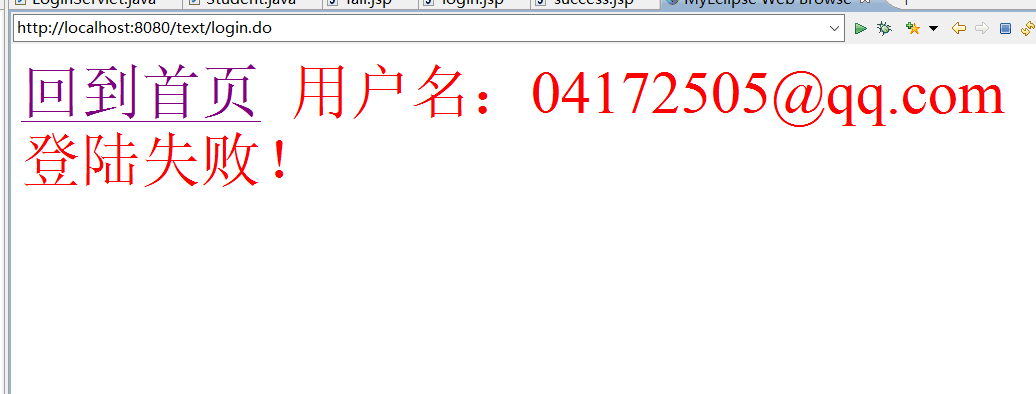 LoginServlet.java Student.java fail.jsp login.jsp success.jsp MyEclipse Web Browse
http://localhost:8080/text/login.do
回到首页 用户名：04172505@qq.com
登陆失败！